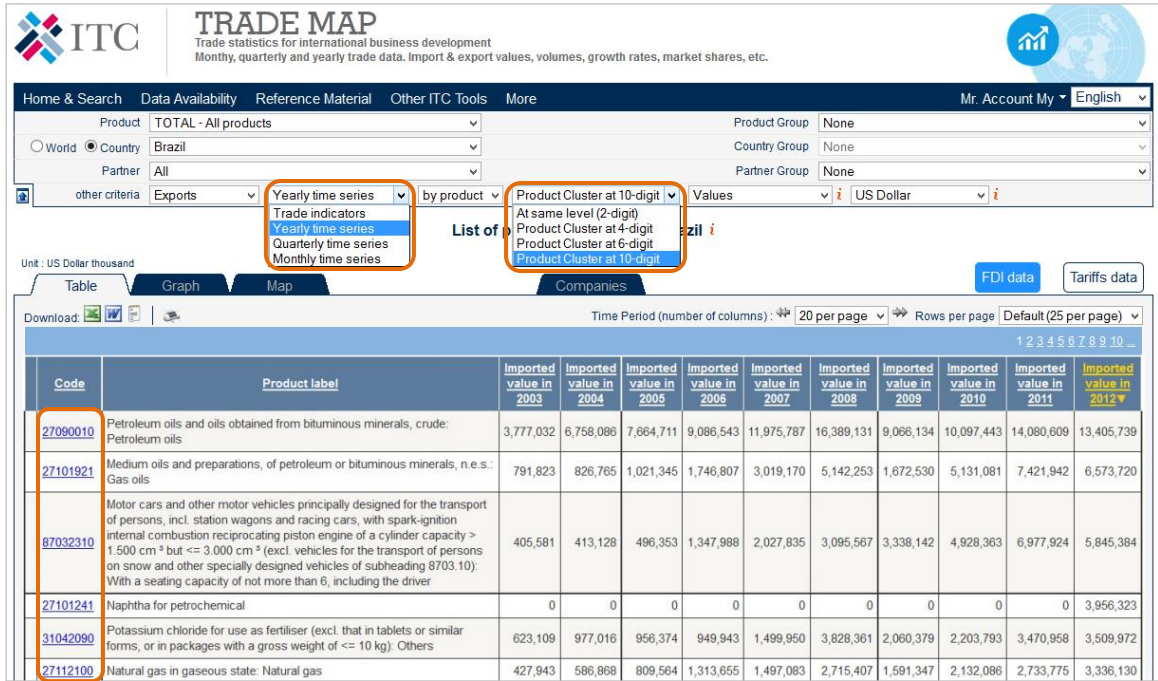 ITC
TRADE MAP
Trade statistics for international business development
Monthy, quarterly and yearly trade data. Import & export values, volumes, growth rates, market shares, etc.
Home & Search Data Availability Reference Material Other ITC Tools More Mr. Account My English
Product TOTAL - All products Product Group None
World Country Brazil Country Group None
Partner All Partner Group None
other criteria Exports Yearly time series by product Product Cluster at 10-digit Values i US Dollar i
Trade indicators
Yearly time series
Quarterly time series
Monthly time series
At same level (2-digit)
Product Cluster at 4-digit
Product Cluster at 6-digit
Product Cluster at 10-digit
List of p zil i
Unit : US Dollar thousand
Table Graph Map Companies FDI data Tariffs data
Download: Time Period (number of columns) : 20 per page Rows per page Default (25 per page)
1 2 3 4 5 6 7 8 9 10 ...
Code Product label Imported value in 2003 Imported value in 2004 Imported value in 2005 Imported value in 2006 Imported value in 2007 Imported value in 2008 Imported value in 2009 Imported value in 2010 Imported value in 2011 Imported value in 2012▼
27090010 Petroleum oils and oils obtained from bituminous minerals, crude:
Petroleum oils
3,777,032 6,758,086 7,664,711 9,086,543 11,975,787 16,389,131 9,066,134 10,097,443 14,080,609 13,405,739
27101921 Medium oils and preparations, of petroleum or bituminous minerals, n.e.s.:
Gas oils
791,823 826,765 1,021,345 1,746,807 3,019,170 5,142,253 1,672,530 5,131,081 7,421,942 6,573,720
87032310 Motor cars and other motor vehicles principally designed for the transport
of persons, incl. station wagons and racing cars, with spark-ignition
internal combustion reciprocating piston engine of a cylinder capacity >
1.500 cm ³ but <= 3.000 cm ³ (excl. vehicles for the transport of persons
on snow and other specially designed vehicles of subheading 8703.10):
With a seating capacity of not more than 6, including the driver
405,581 413,128 496,353 1,347,988 2,027,835 3,095,567 3,338,142 4,928,363 6,977,924 5,845,384
27101241 Naphtha for petrochemical 0 0 0 0 0 0 0 0 0 3,956,323
31042090 Potassium chloride for use as fertiliser (excl. that in tablets or similar
forms, or in packages with a gross weight of <= 10 kg): Others
623,109 977,016 956,374 949,943 1,499,950 3,828,361 2,060,379 2,203,793 3,470,958 3,509,972
27112100 Natural gas in gaseous state: Natural gas 427,943 586,868 809,564 1,313,655 1,497,083 2,715,407 1,591,347 2,132,086 2,733,775 3,336,130